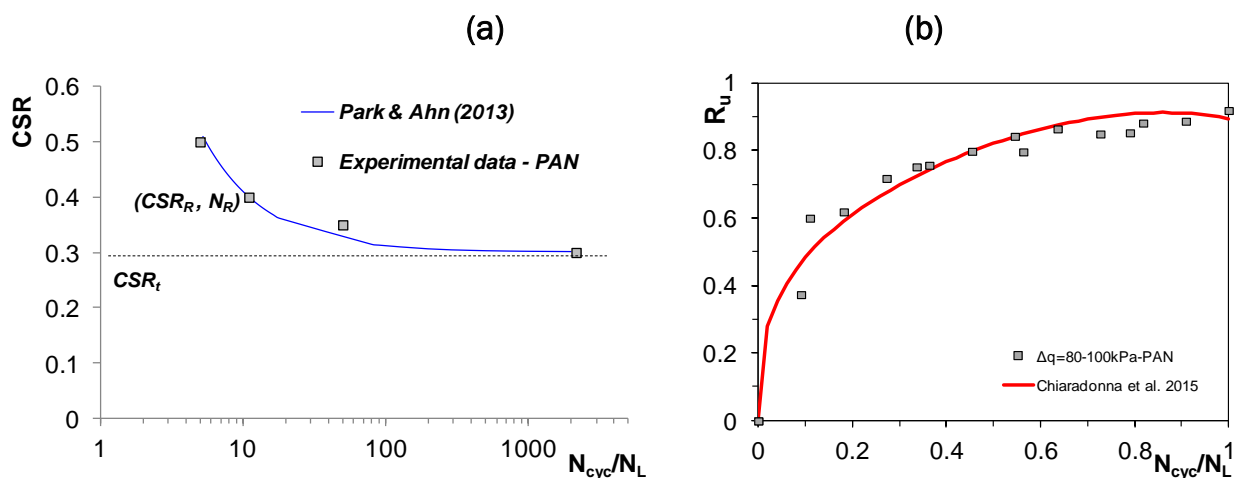 (a)
CSR
0.6
0.5
0.4
0.3
0.2
0.1
0
1
10
100
1000
N_cyc/N_L
Park & Ahn (2013)
Experimental data - PAN
(CSR_R, N_R)
CSR_t
(b)
R_u
1
0.8
0.6
0.4
0.2
0
0
0.2
0.4
0.6
0.8
1
N_cyc/N_L
Δq=80-100kPa-PAN
Chiaradonna et al. 2015